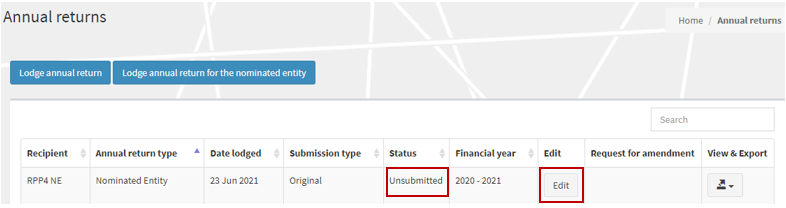 Annual returns
Home / Annual returns
Lodge annual return Lodge annual return for the nominated entity
Search
Recipient Annual return type Date lodged Submission type Status Financial year Edit Request for amendment View & Export
RPP4 NE Nominated Entity 23 Jun 2021 Original Unsubmitted 2020 - 2021 Edit